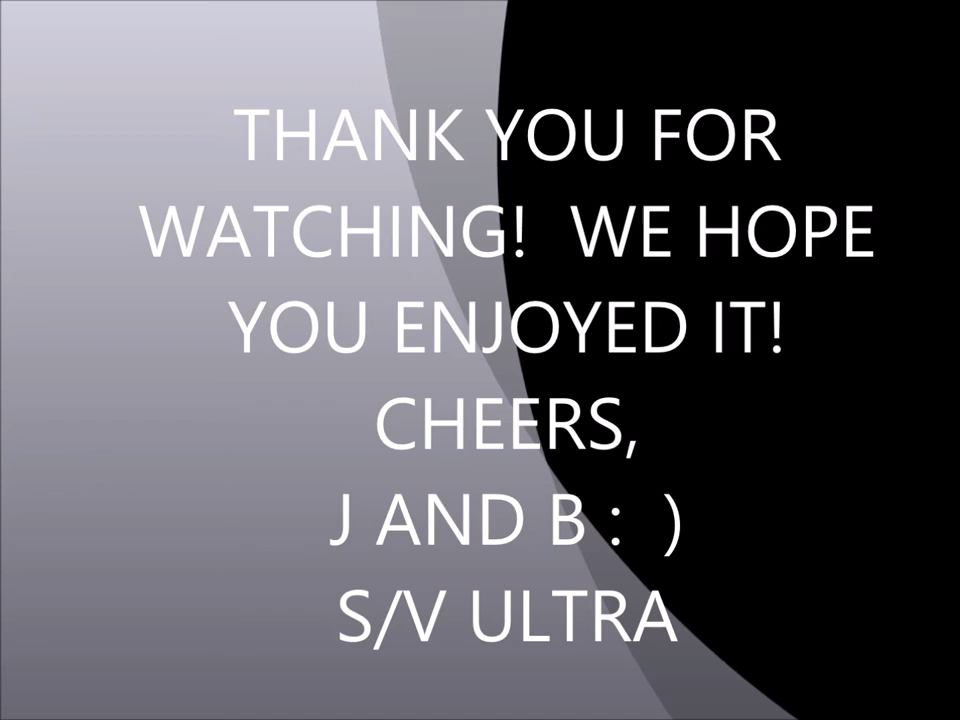 THANK YOU FOR
WATCHING!  WE HOPE
YOU ENJOYED IT!
CHEERS,
J AND B :  )
S/V ULTRA